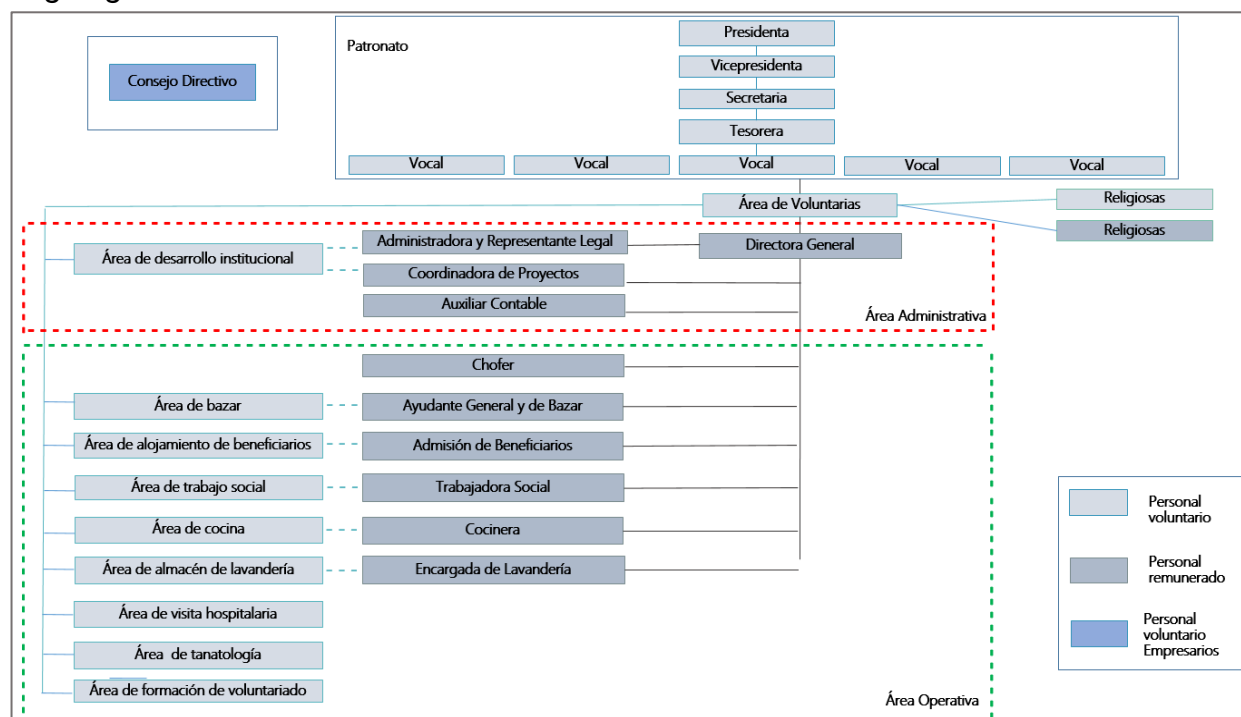 Consejo Directivo
Patronato
Presidenta
Vicepresidenta
Secretaria
Tesorera
Vocal
Vocal
Vocal
Vocal
Vocal
Área de Voluntarias
Religiosas
Religiosas
Área de desarrollo institucional
Administradora y Representante Legal
Directora General
Coordinadora de Proyectos
Auxiliar Contable
Área Administrativa
Chofer
Área de bazar
Ayudante General y de Bazar
Área de alojamiento de beneficiarios
Admisión de Beneficiarios
Área de trabajo social
Trabajadora Social
Área de cocina
Cocinera
Área de almacén de lavandería
Encargada de Lavandería
Área de visita hospitalaria
Área de tanatología
Área de formación de voluntariado
Área Operativa
Personal
voluntario
Personal
remunerado
Personal
voluntario
Empresarios